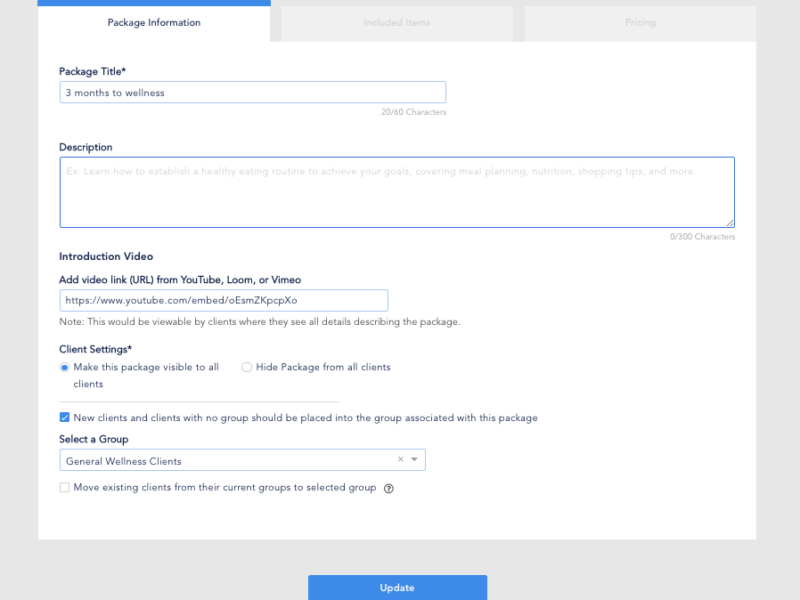 Package Information
Included Items
Pricing
Package Title*
3 months to wellness
20/60 Characters
Description
Ex: Learn how to establish a healthy eating routine to achieve your goals, covering meal planning, nutrition, shopping tips, and more.
0/300 Characters
Introduction Video
Add video link (URL) from YouTube, Loom, or Vimeo
https://www.youtube.com/embed/oEsmZKpcpXo
Note: This would be viewable by clients where they see all details describing the package.
Client Settings*
Make this package visible to all
clients
Hide Package from all clients
New clients and clients with no group should be placed into the group associated with this package
Select a Group
General Wellness Clients
Move existing clients from their current groups to selected group
Update